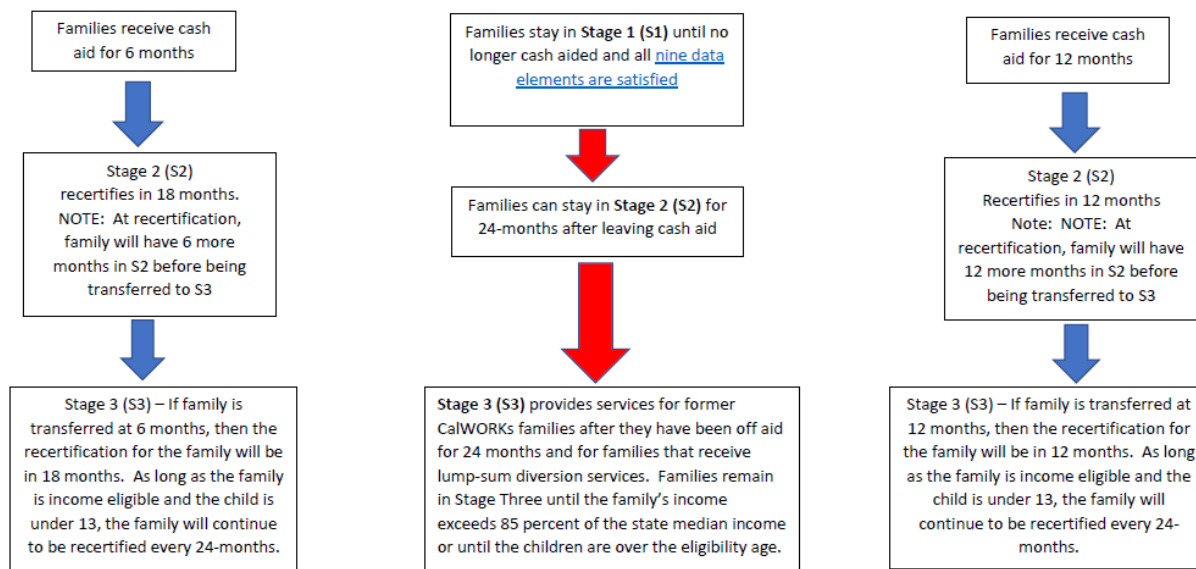 Families receive cash
aid for 6 months
Stage 2 (S2)
recertifies in 18 months.
NOTE: At recertification,
family will have 6 more
months in S2 before being
transferred to S3
Stage 3 (S3) – If family is
transferred at 6 months, then the
recertification for the family will be
in 18 months. As long as the family
is income eligible and the child is
under 13, the family will continue
to be recertified every 24-months.
Families stay in Stage 1 (S1) until no
longer cash aided and all nine data
elements are satisfied
Families can stay in Stage 2 (S2) for
24-months after leaving cash aid
Stage 3 (S3) provides services for former
CalWORKs families after they have been off aid
for 24 months and for families that receive
lump-sum diversion services. Families remain
in Stage Three until the family’s income
exceeds 85 percent of the state median income
or until the children are over the eligibility age.
Families receive cash
aid for 12 months
Stage 2 (S2)
Recertifies in 12 months
Note: NOTE: At
recertification, family will have
12 more months in S2 before
being transferred to S3
Stage 3 (S3) – If family is transferred at
12 months, then the recertification for
the family will be in 12 months. As long
as the family is income eligible and the
child is under 13, the family will
continue to be recertified every 24-
months.